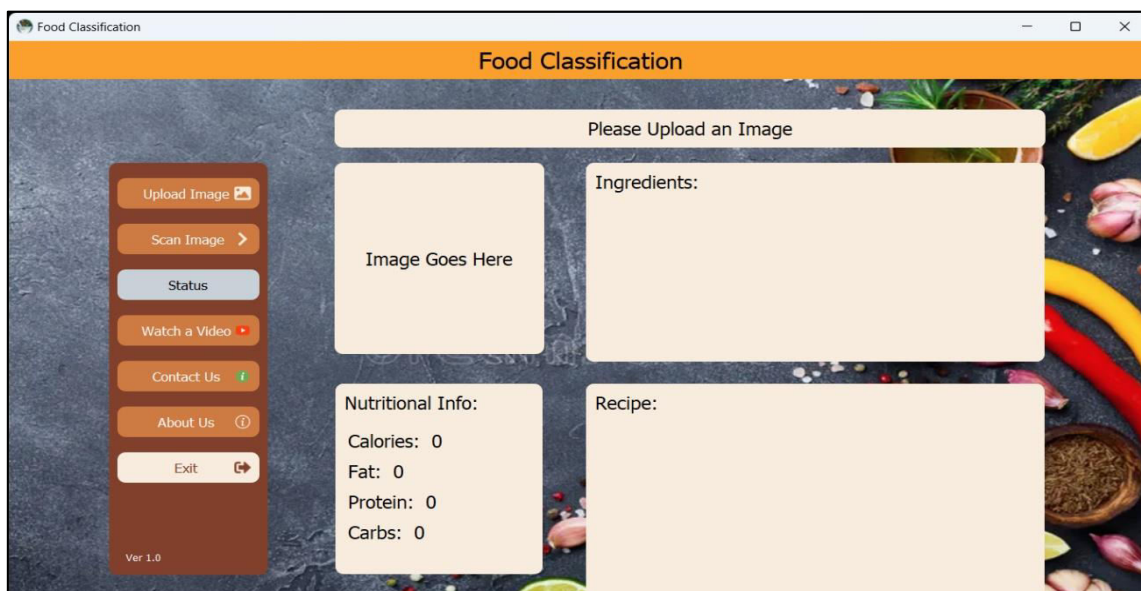 Food Classification
Food Classification
Please Upload an Image
Upload Image
Scan Image
Status
Watch a Video
Contact Us
About Us
Exit
Ver 1.0
Image Goes Here
Ingredients:
Nutritional Info:
Calories: 0
Fat: 0
Protein: 0
Carbs: 0
Recipe: